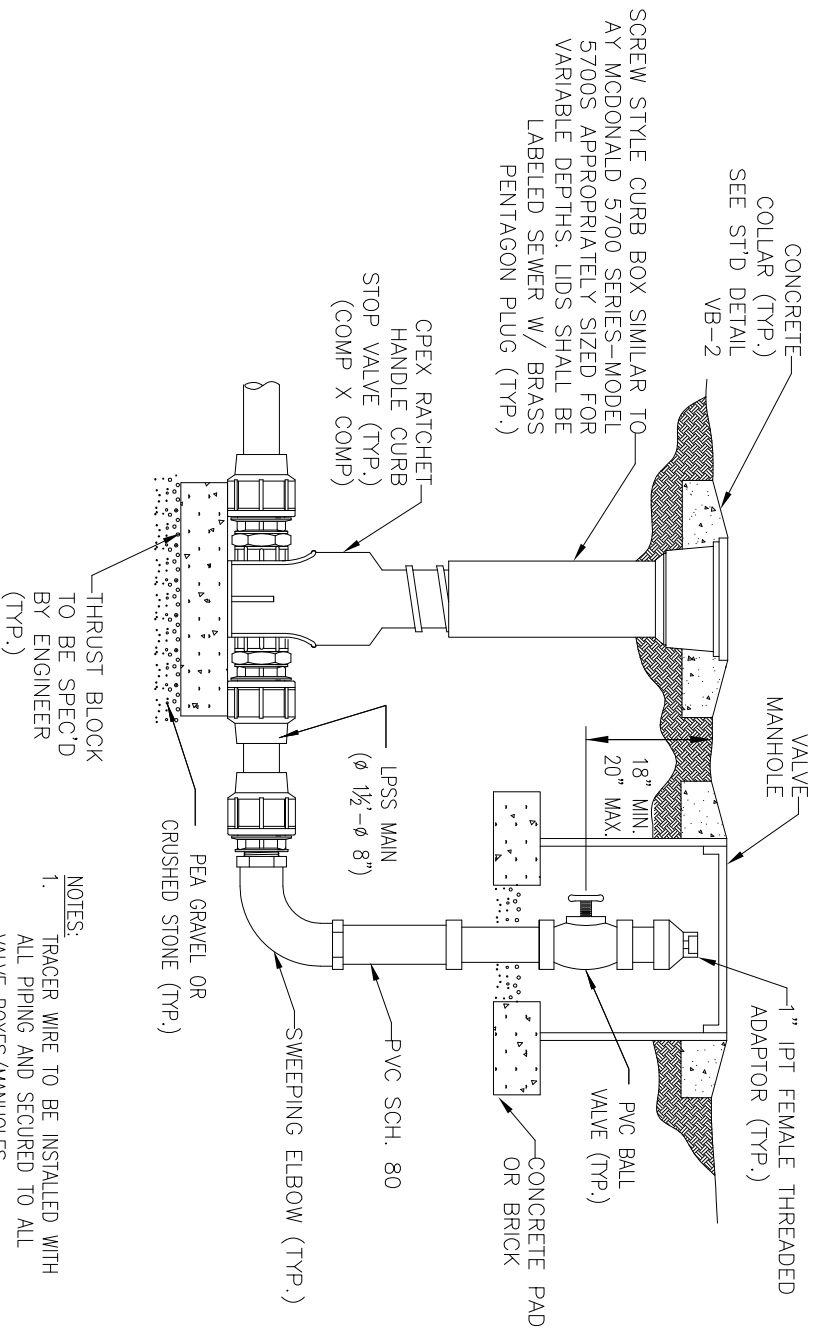 CONCRETE
COLLAR (TYP.)
SEE ST'D DETAIL
VB-2
SCREW STYLE CURB BOX SIMILAR TO
AY MCDONALD 5700 SERIES-MODEL
5700S APPROPRIATELY SIZED FOR
VARIABLE DEPTHS. LIDS SHALL BE
LABELED SEWER W/ BRASS
PENTAGON PLUG (TYP.)
CPEX RATCHET
HANDLE CURB
STOP VALVE (TYP.)
(COMP X COMP)
THRUST BLOCK
TO BE SPEC'D
BY ENGINEER
(TYP.)
VALVE
MANHOLE
18" MIN.
20" MAX.
LPSS MAIN
(ø 1½'-ø 8")
PEA GRAVEL OR
CRUSHED STONE (TYP.)
1" IPT FEMALE THREADED
ADAPTOR (TYP.)
PVC BALL
VALVE (TYP.)
CONCRETE PAD
OR BRICK
PVC SCH. 80
SWEEPING ELBOW (TYP.)
NOTES:
1. TRACER WIRE TO BE INSTALLED WITH
ALL PIPING AND SECURED TO ALL
VALVE BOXES/MANHOLES